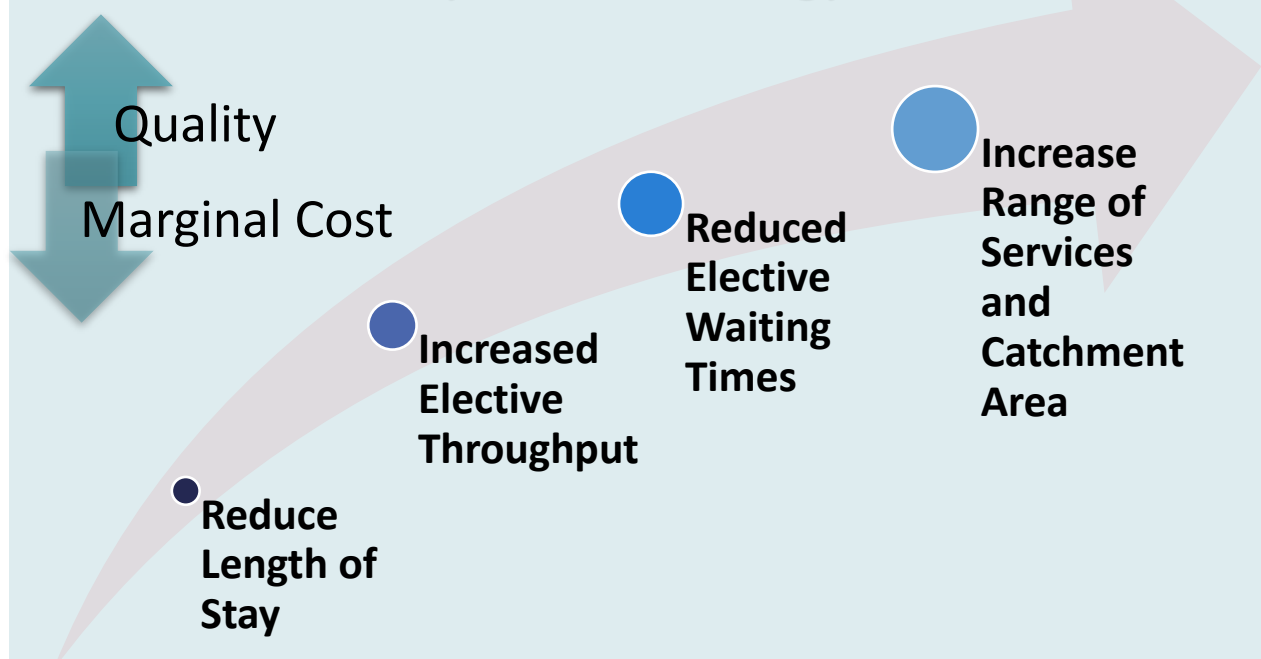 Quality
Marginal Cost
Reduce
Length of
Stay
Increased
Elective
Throughput
Reduced
Elective
Waiting
Times
Increase
Range of
Services
and
Catchment
Area